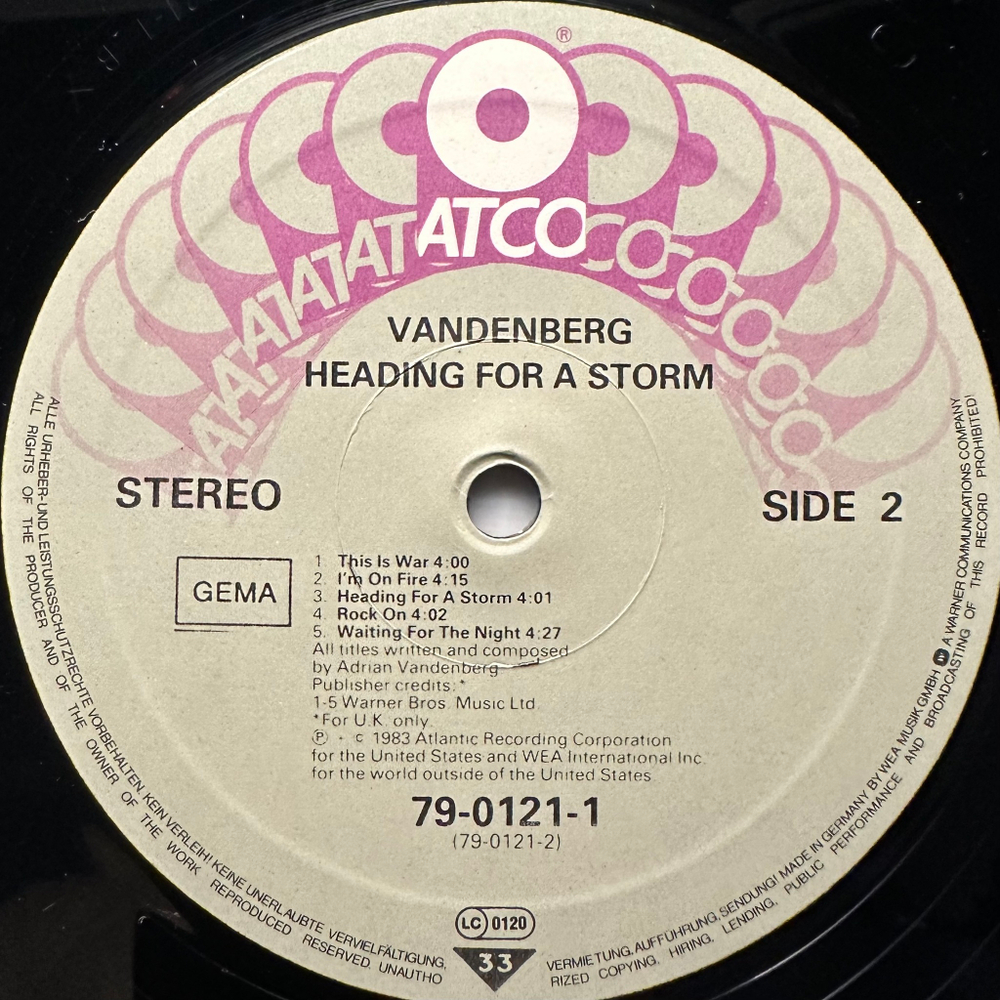 ®
ATCO
VANDENBERG
HEADING FOR A STORM
STEREO
SIDE 2
GEMA
1 This Is War 4:00
2. I'm On Fire 4:15
3. Heading For A Storm 4:01
4. Rock On 4:02
5. Waiting For The Night 4:27
All titles written and composed
by Adrian Vandenberg
Publisher credits: *
1-5 Warner Bros. Music Ltd
*For U.K. only.
℗ + © 1983 Atlantic Recording Corporation
for the United States and WEA International Inc.
for the world outside of the United States
79-0121-1
(79-0121-2)
LC 0120
33
ALLE URHEBER- UND LEISTUNGSSCHUTZRECHTE VORBEHALTEN. KEIN VERLEIH! KEINE UNERLAUBTE VERVIELFÄLTIGUNG, VERMIETUNG, AUFFÜHRUNG, SENDUNG! MADE IN GERMANY BY WEA MUSIK GMBH A WARNER COMMUNICATIONS COMPANY
ALL RIGHTS OF THE PRODUCER AND OF THE OWNER OF THE WORK REPRODUCED RESERVED. UNAUTHORIZED COPYING, HIRING, LENDING, PUBLIC PERFORMANCE AND BROADCASTING OF THIS RECORD PROHIBITED!